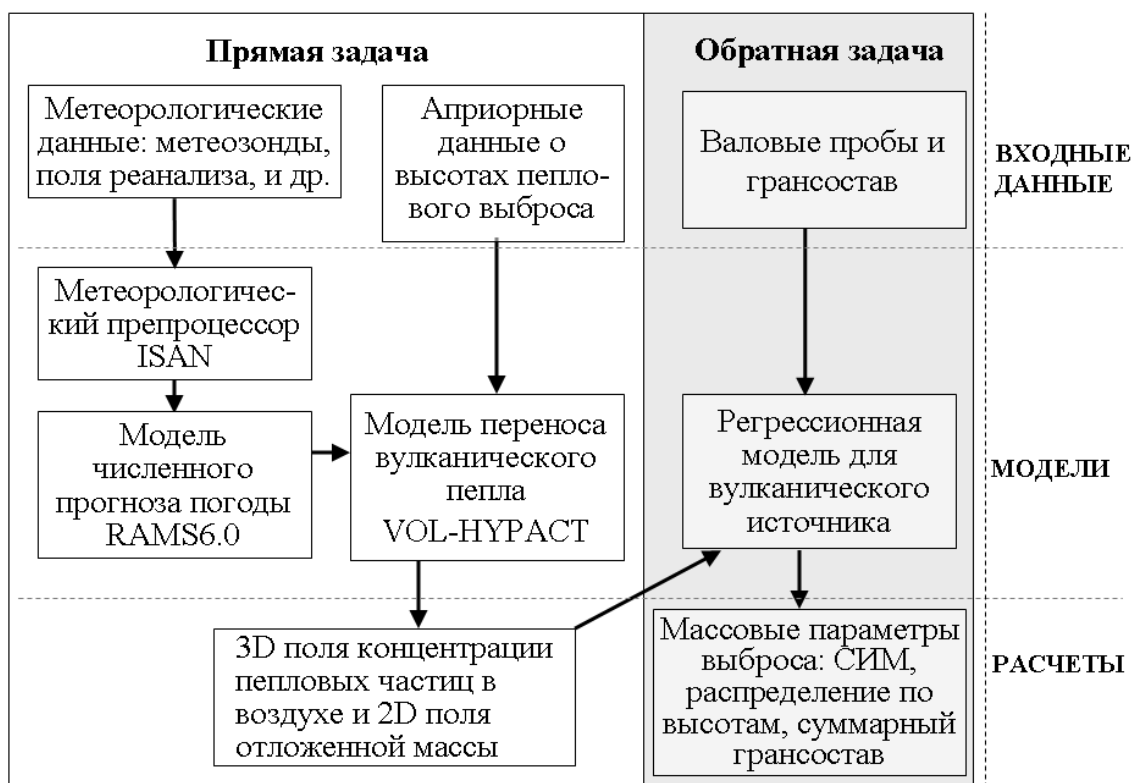 Прямая задача
Обратная задача
Метеорологические
данные: метеозонды,
поля реанализа, и др.
Априорные
данные о
высотах пепло-
вого выброса
Валовые пробы и
грансостав
ВХОДНЫЕ
ДАННЫЕ
Метеорологичес-
кий препроцессор
ISAN
Модель
численного
прогноза погоды
RAMS6.0
Модель переноса
вулканического
пепла
VOL-HYPACT
Регрессионная
модель для
вулканического
источника
МОДЕЛИ
3D поля концентрации
пепловых частиц в
воздухе и 2D поля
отложенной массы
Массовые параметры
выброса: СИМ,
распределение по
высотам, суммарный
грансостав
РАСЧЕТЫ